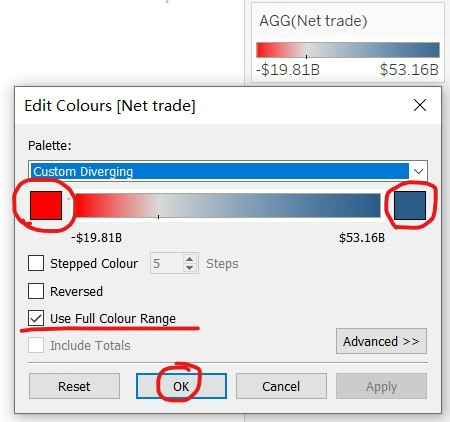 AGG(Net trade)
-$19.81B $53.16B
Edit Colours [Net trade]
Palette:
Custom Diverging
-$19.81B $53.16B
Stepped Colour 5 Steps
Reversed
Use Full Colour Range
Include Totals
Advanced >>
Reset OK Cancel Apply